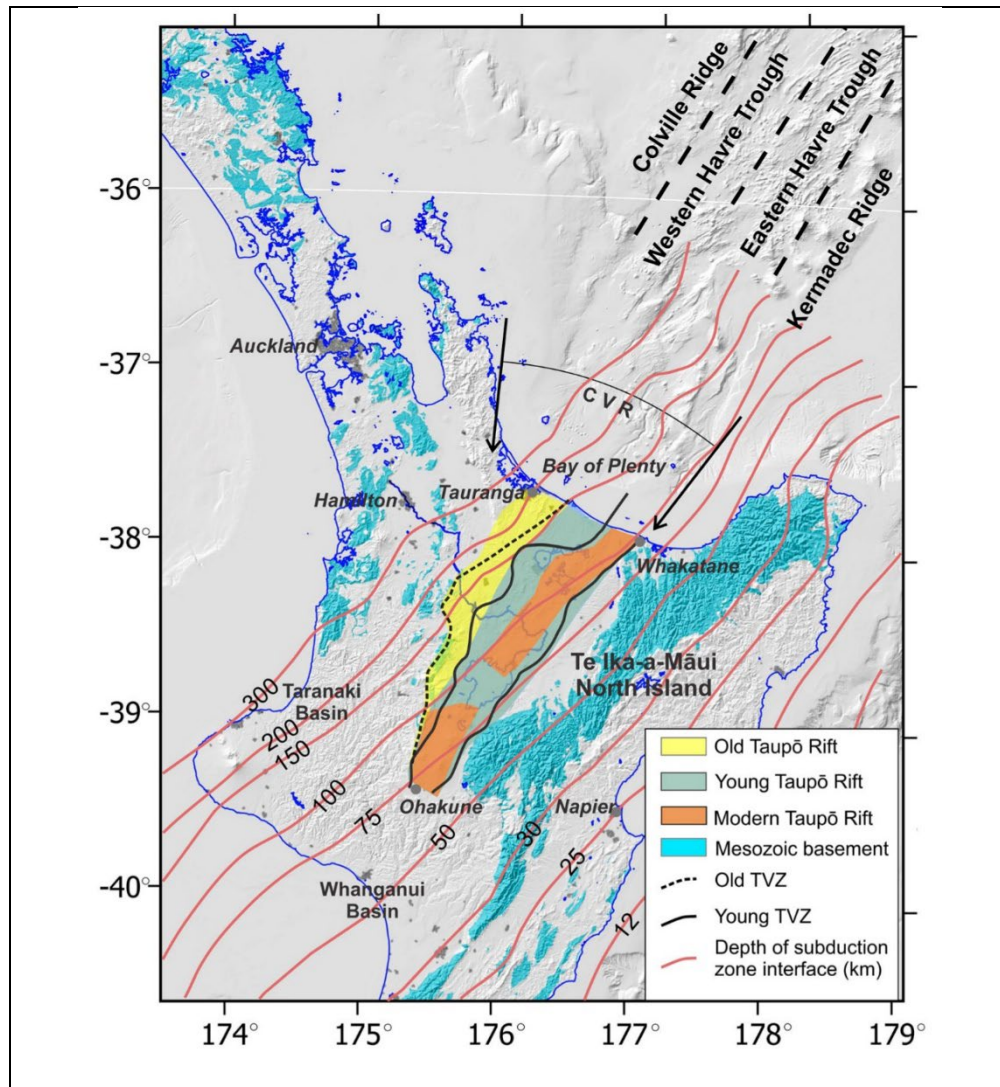 Colville Ridge
Western Havre Trough
Eastern Havre Trough
Kermadec Ridge
-36°
-37°
-38°
-39°
-40°
Auckland
C V R
Bay of Plenty
Tauranga
Hamilton
Whakatane
Te Ika-a-Māui
North Island
Taranaki
Basin
300
200
150
100
75
50
30
25
12
Ohakune
Napier
Whanganui
Basin
Old Taupō Rift
Young Taupō Rift
Modern Taupō Rift
Mesozoic basement
Old TVZ
Young TVZ
Depth of subduction
zone interface (km)
174°
175°
176°
177°
178°
179°